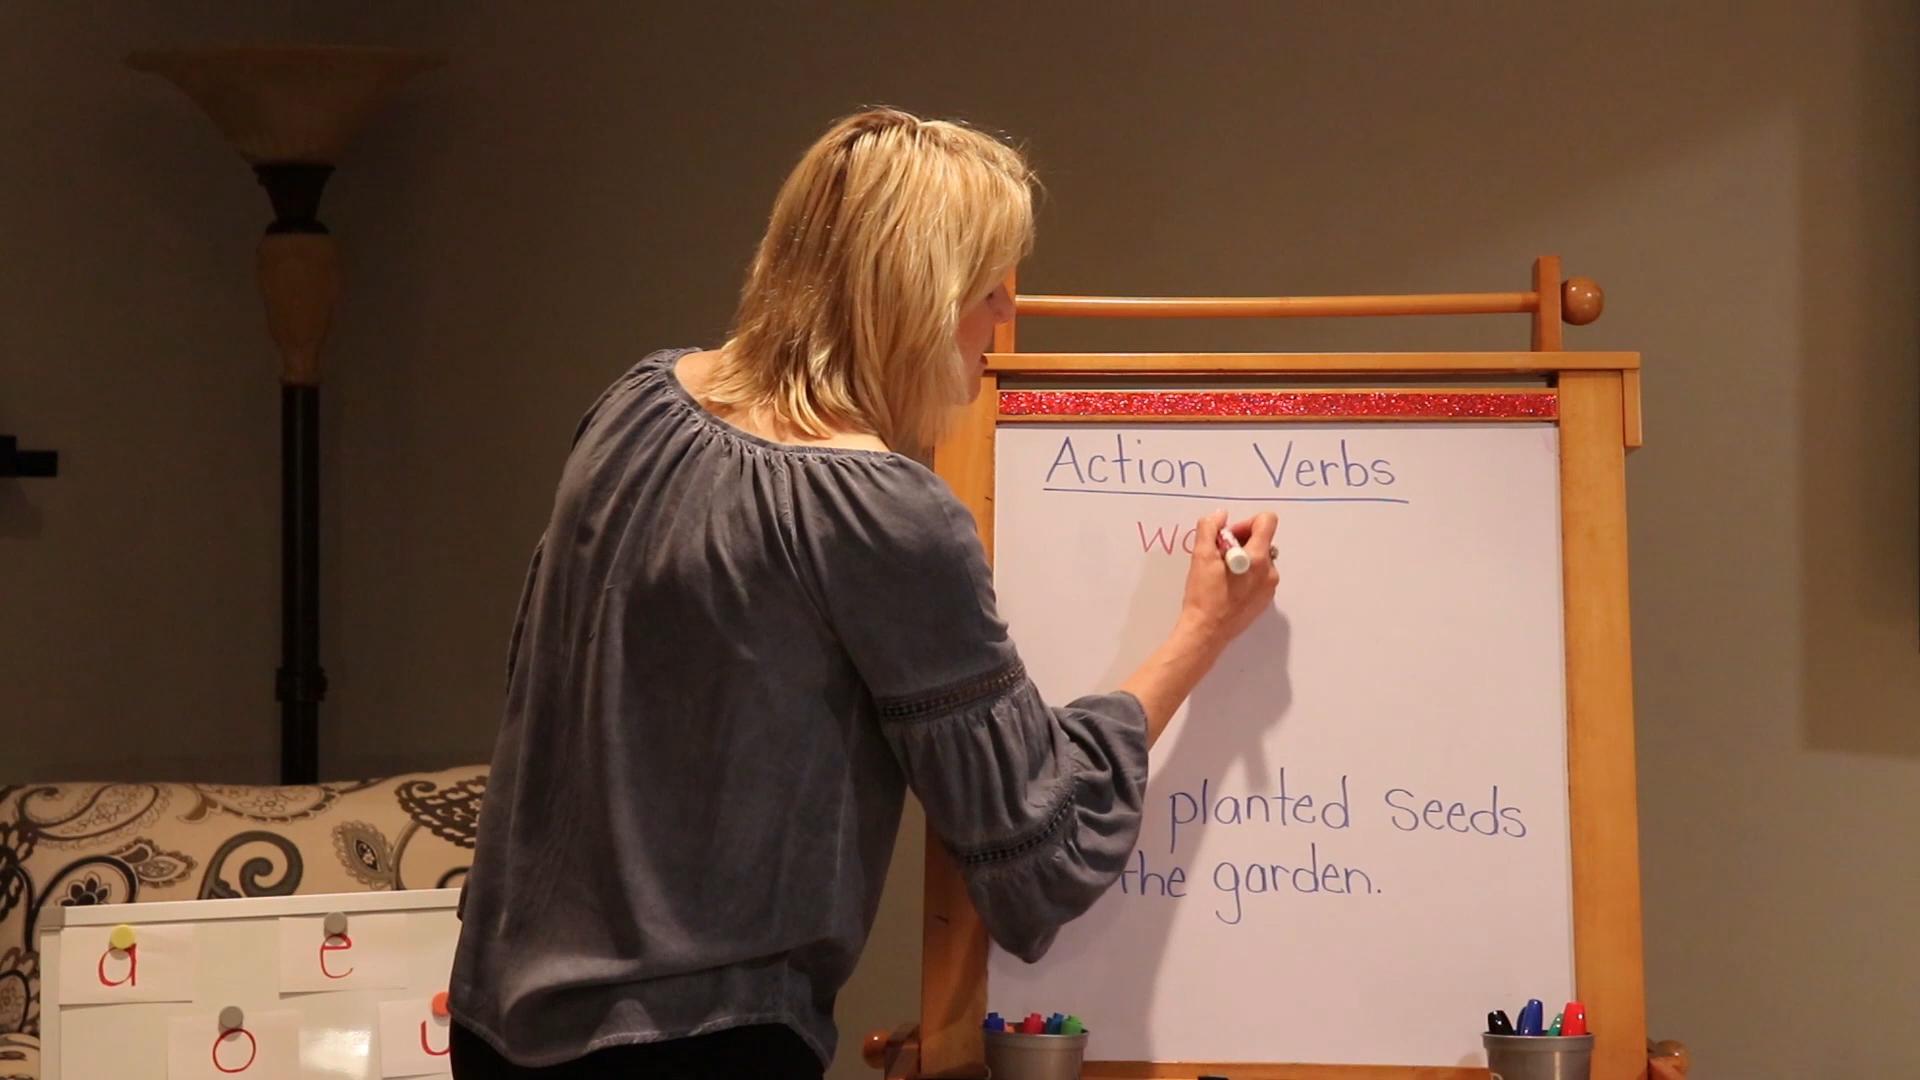 Action Verbs
planted seeds
the garden.
a
e
o
u